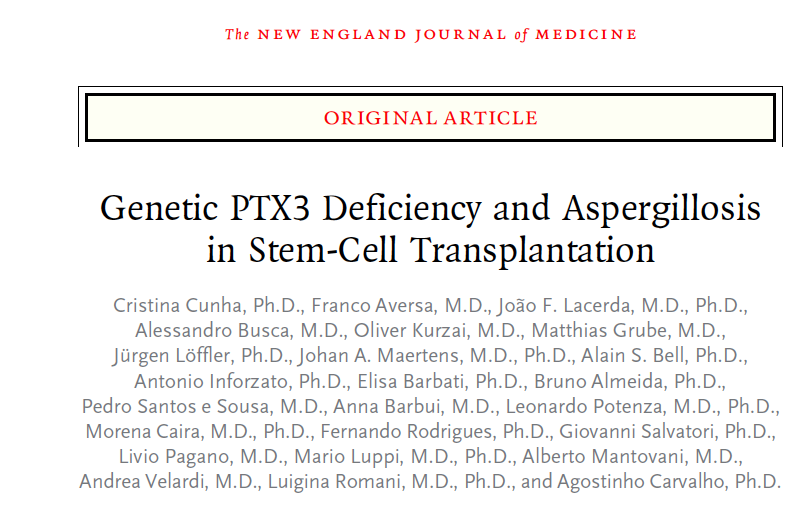 The NEW ENGLAND JOURNAL of MEDICINE
ORIGINAL ARTICLE
Genetic PTX3 Deficiency and Aspergillosis
in Stem-Cell Transplantation
Cristina Cunha, Ph.D., Franco Aversa, M.D., João F. Lacerda, M.D., Ph.D.,
Alessandro Busca, M.D., Oliver Kurzai, M.D., Matthias Grube, M.D.,
Jürgen Löffler, Ph.D., Johan A. Maertens, M.D., Ph.D., Alain S. Bell, Ph.D.,
Antonio Inforzato, Ph.D., Elisa Barbati, Ph.D., Bruno Almeida, Ph.D.,
Pedro Santos e Sousa, M.D., Anna Barbui, M.D., Leonardo Potenza, M.D., Ph.D.,
Morena Caira, M.D., Ph.D., Fernando Rodrigues, Ph.D., Giovanni Salvatori, Ph.D.,
Livio Pagano, M.D., Mario Luppi, M.D., Ph.D., Alberto Mantovani, M.D.,
Andrea Velardi, M.D., Luigina Romani, M.D., Ph.D., and Agostinho Carvalho, Ph.D.